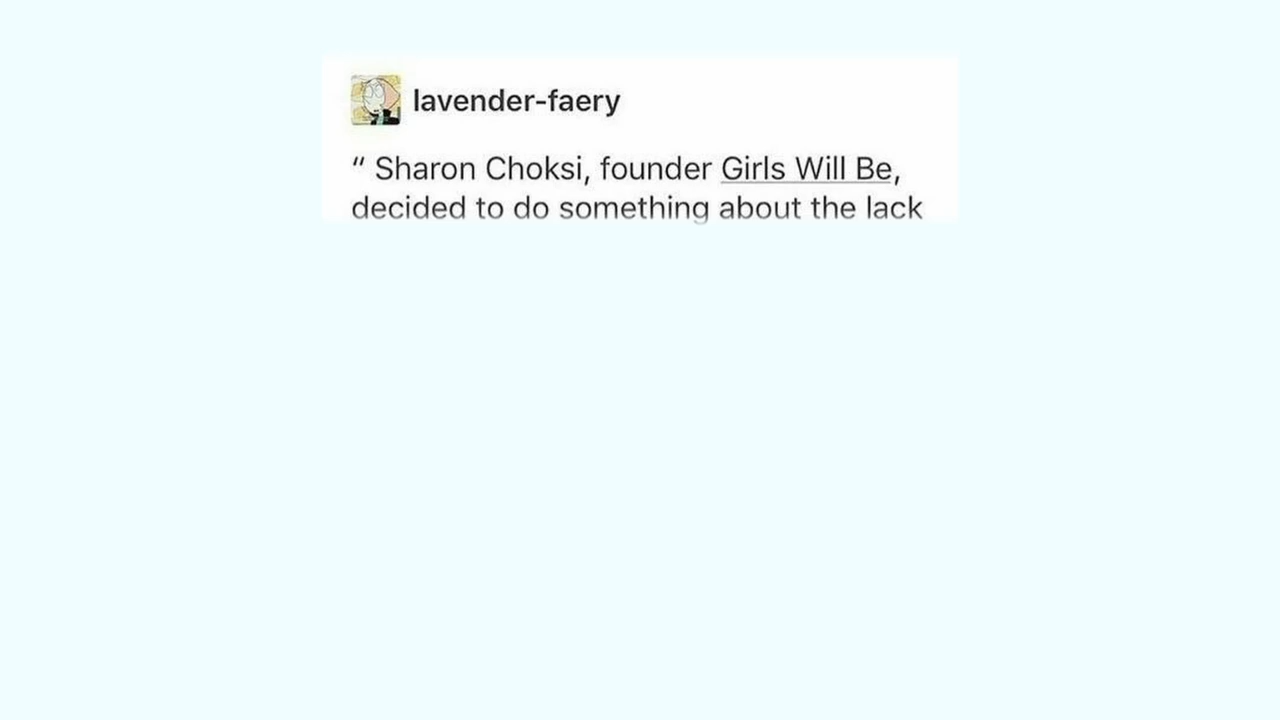 lavender-faery
“ Sharon Choksi, founder Girls Will Be,
decided to do something about the lack